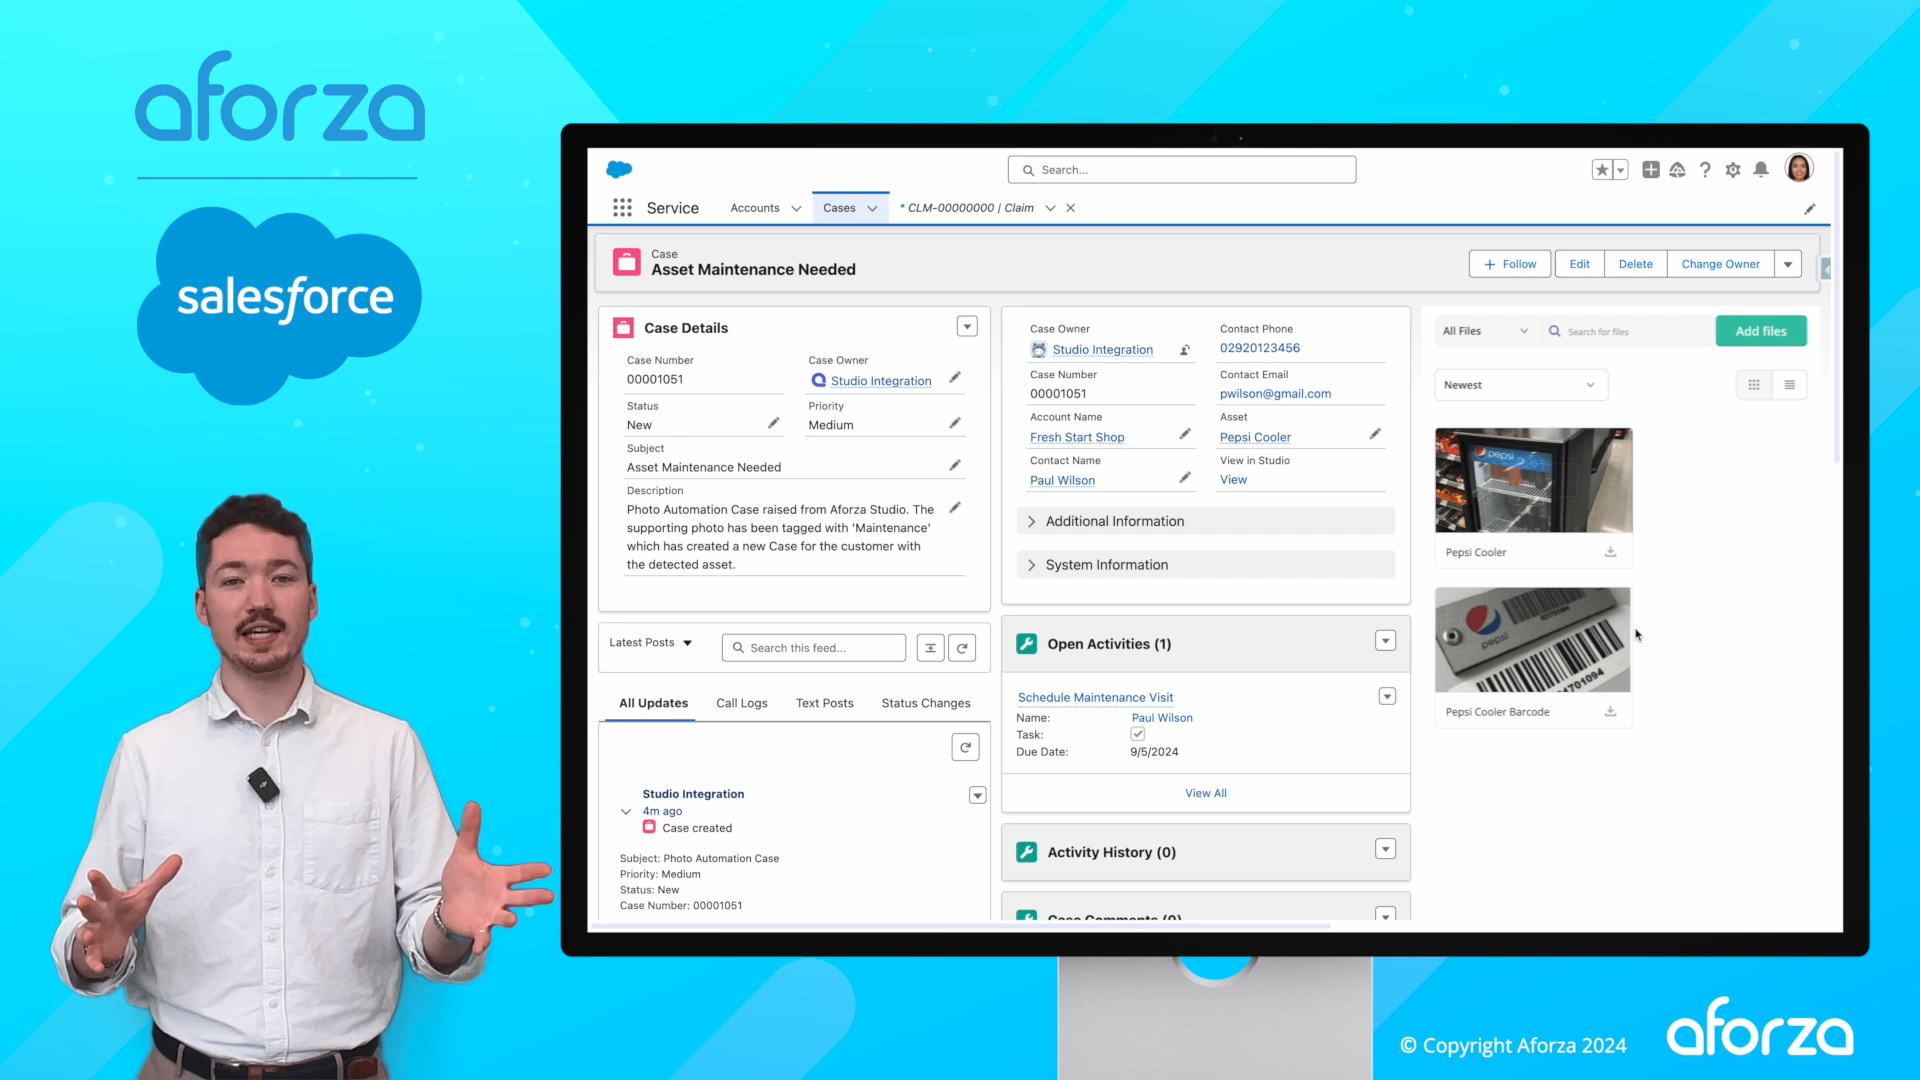 aforza
salesforce
Search...
Service
Accounts
Cases
* CLM-00000000 | Claim
Case
Asset Maintenance Needed
+ Follow
Edit
Delete
Change Owner
Case Details
Case Number
00001051
Case Owner
Studio Integration
Status
New
Priority
Medium
Subject
Asset Maintenance Needed
Description
Photo Automation Case raised from Aforza Studio. The
supporting photo has been tagged with 'Maintenance'
which has created a new Case for the customer with
the detected asset.
Latest Posts
Search this feed...
All Updates
Call Logs
Text Posts
Status Changes
Studio Integration
4m ago
Case created
Subject: Photo Automation Case
Priority: Medium
Status: New
Case Number: 00001051
Case Owner
Studio Integration
Contact Phone
02920123456
Case Number
00001051
Contact Email
pwilson@gmail.com
Account Name
Fresh Start Shop
Asset
Pepsi Cooler
Contact Name
Paul Wilson
View in Studio
View
Additional Information
System Information
Open Activities (1)
Schedule Maintenance Visit
Name: Paul Wilson
Task:
Due Date: 9/5/2024
View All
Activity History (0)
Case Comments (0)
All Files
Search for files
Add files
Newest
pepsi
Pepsi Cooler
pepsi
Pepsi Cooler Barcode
© Copyright Aforza 2024
aforza